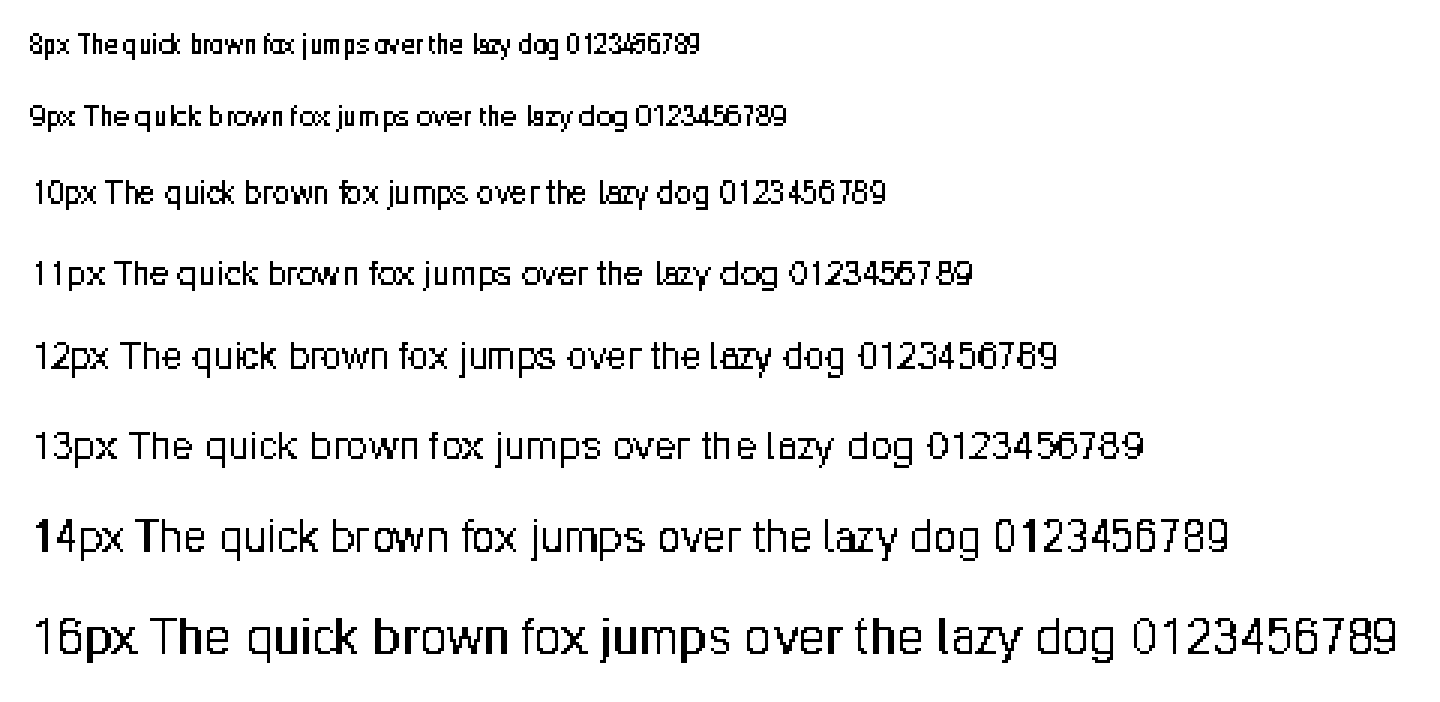 8px The quick brown fox jumps over the lazy dog 0123456789
9px The quick brown fox jumps over the lazy dog 0123456789
10px The quick brown fox jumps over the lazy dog 0123456789
11px The quick brown fox jumps over the lazy dog 0123456789
12px The quick brown fox jumps over the lazy dog 0123456789
13px The quick brown fox jumps over the lazy dog 0123456789
14px The quick brown fox jumps over the lazy dog 0123456789
16px The quick brown fox jumps over the lazy dog 0123456789